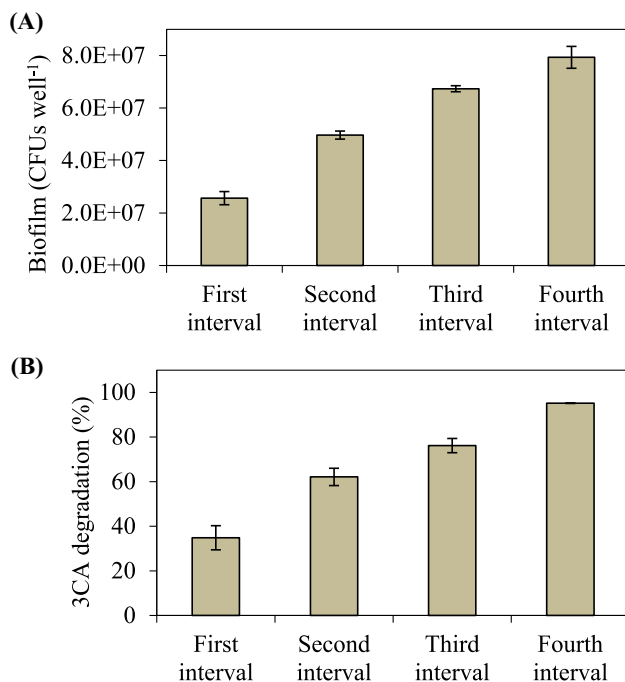 (A)
Biofilm (CFUs well⁻¹)
8.0E+07
6.0E+07
4.0E+07
2.0E+07
0.0E+00
First interval
Second interval
Third interval
Fourth interval
(B)
3CA degradation (%)
100
80
60
40
20
0
First interval
Second interval
Third interval
Fourth interval